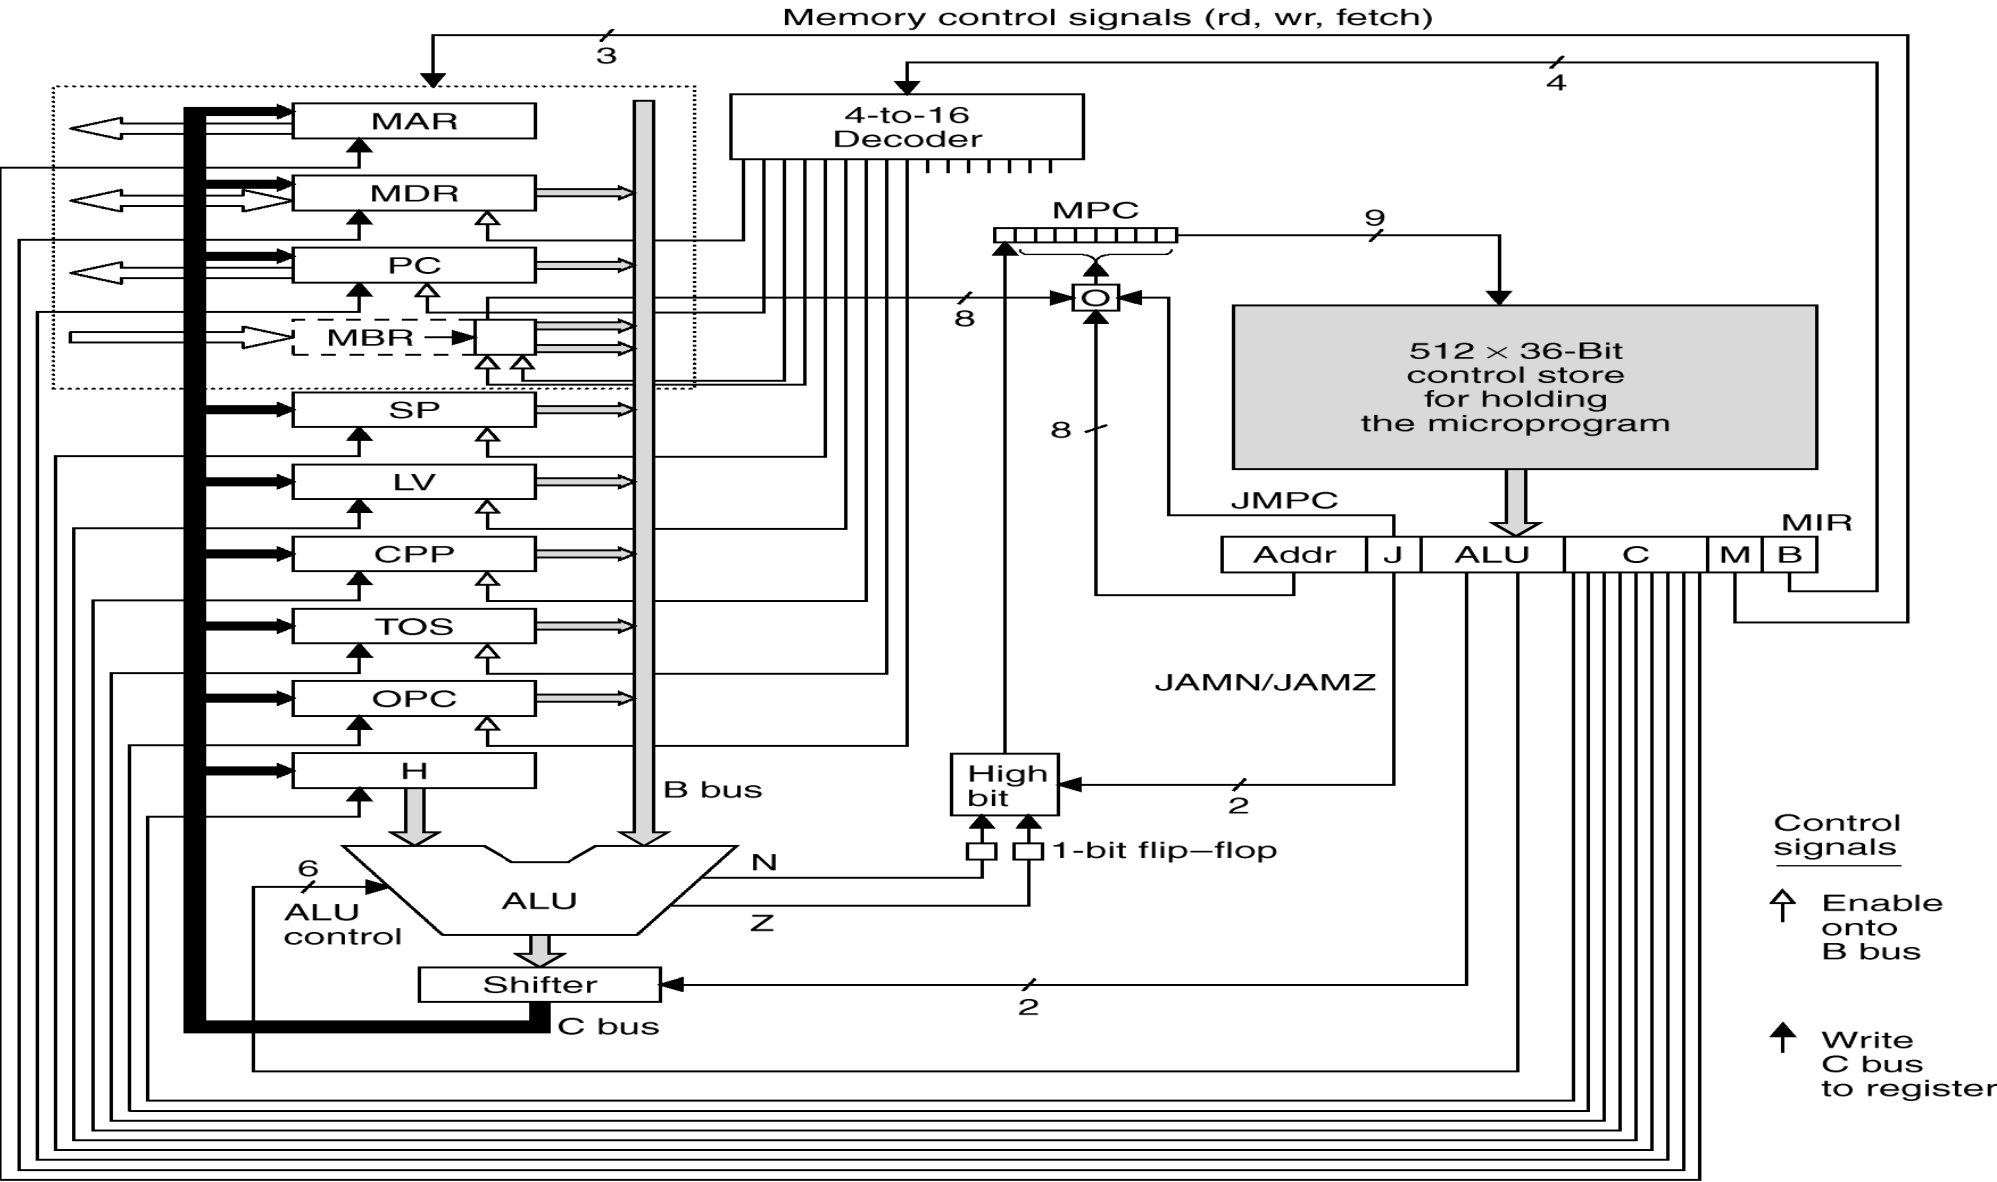 Memory control signals (rd, wr, fetch)
3
4
MAR
4-to-16
Decoder
MDR
MPC
9
PC
O
8
MBR
512 × 36-Bit
control store
for holding
the microprogram
SP
8
LV
JMPC
MIR
Addr J ALU C M B
CPP
TOS
JAMN/JAMZ
OPC
H
High
bit
2
B bus
1-bit flip–flop
N
6
ALU
control
ALU
Z
Shifter
2
C bus
Control
signals
Enable
onto
B bus
Write
C bus
to register